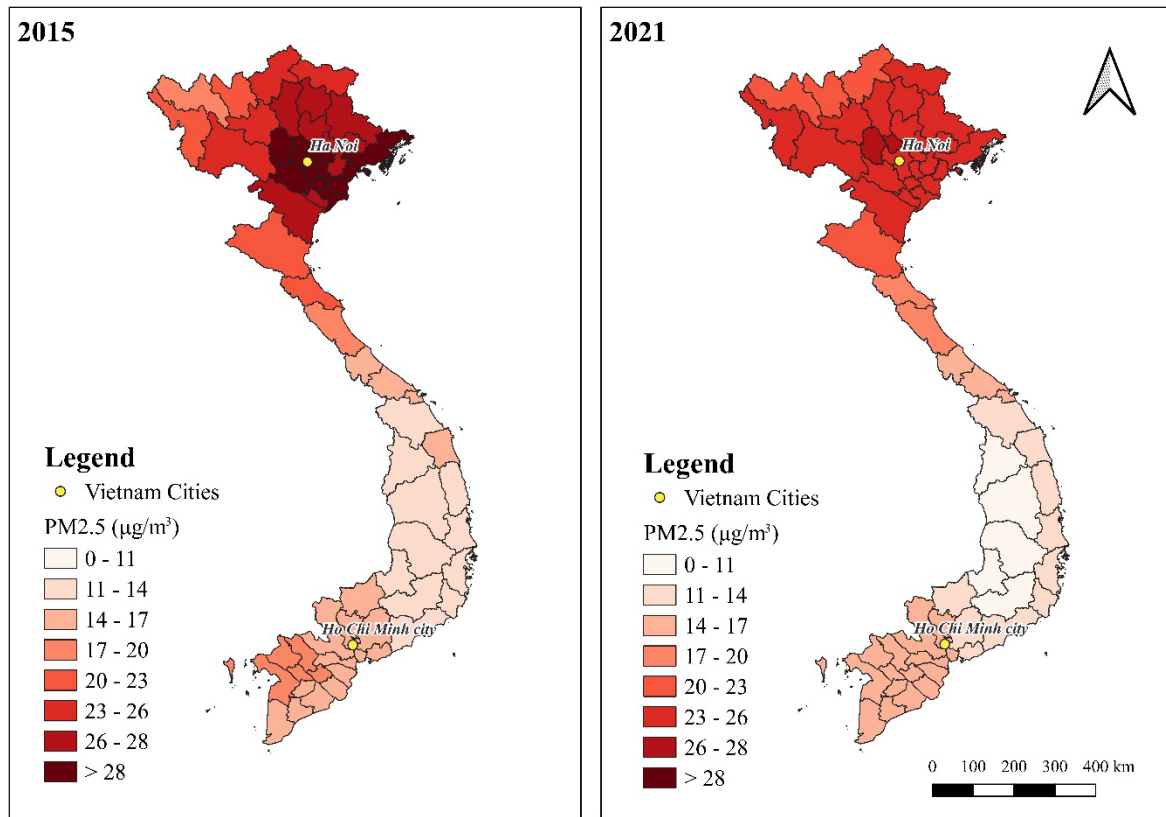 2015
Ha Noi
Legend
Vietnam Cities
PM2.5 (µg/m³)
0 - 11
11 - 14
14 - 17
17 - 20
20 - 23
23 - 26
26 - 28
> 28
Ho Chi Minh city
2021
Ha Noi
Legend
Vietnam Cities
PM2.5 (µg/m³)
0 - 11
11 - 14
14 - 17
17 - 20
20 - 23
23 - 26
26 - 28
> 28
Ho Chi Minh city
0 100 200 300 400 km